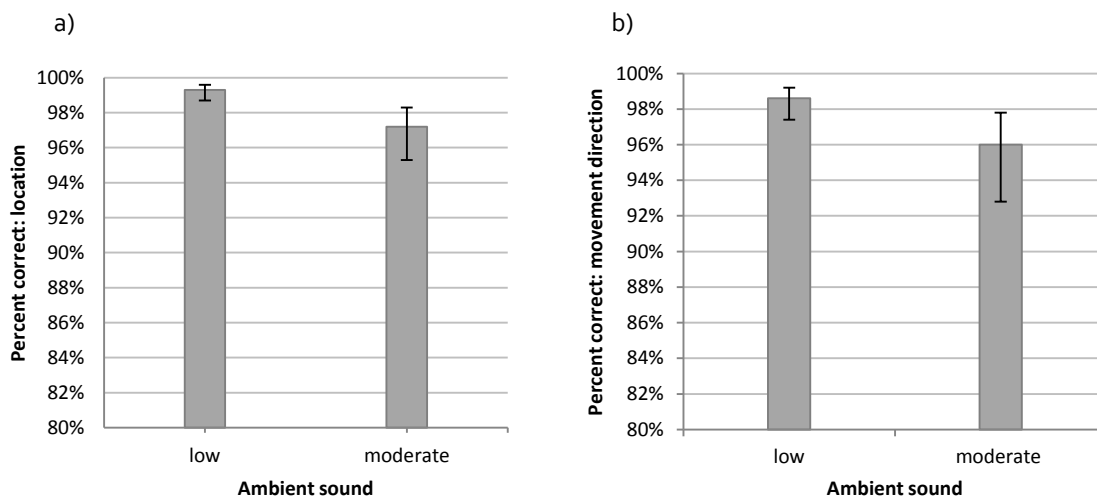 a)
100%
98%
96%
94%
92%
90%
88%
86%
84%
82%
80%
Percent correct: location
low moderate
Ambient sound
b)
100%
98%
96%
94%
92%
90%
88%
86%
84%
82%
80%
Percent correct: movement direction
low moderate
Ambient sound